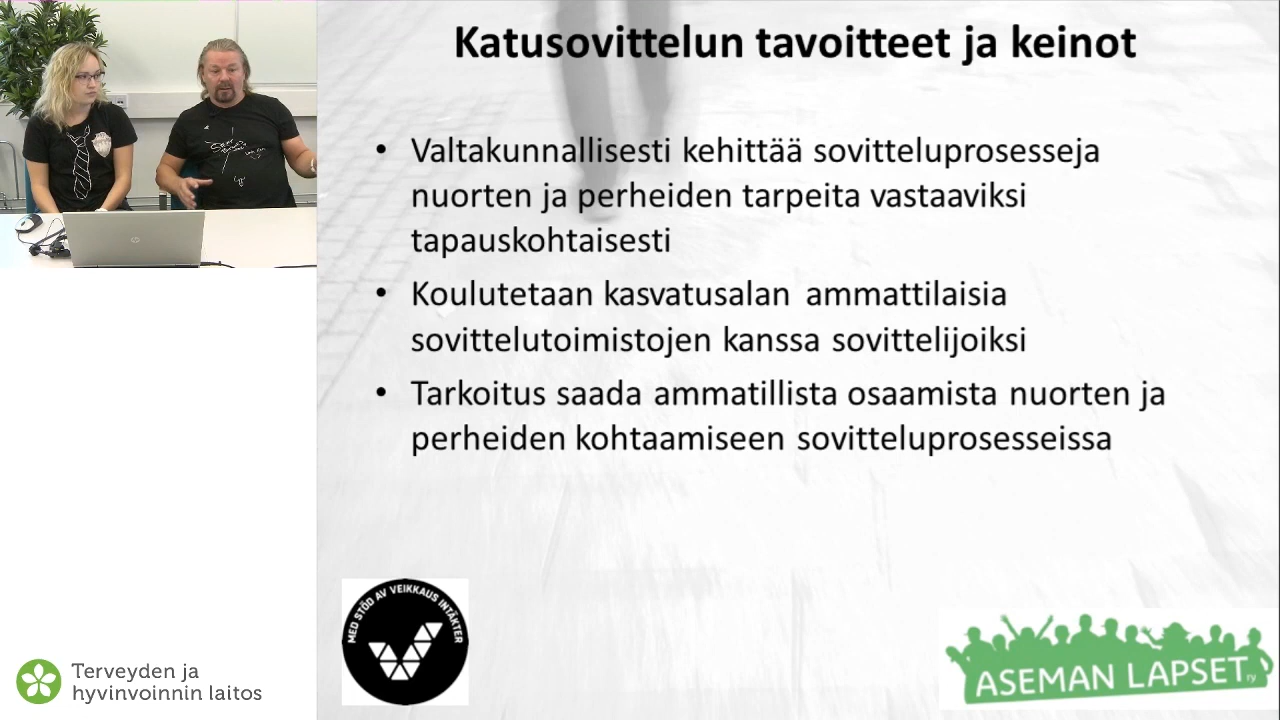 Katusovittelun tavoitteet ja keinot
• Valtakunnallisesti kehittää sovitteluprosesseja
nuorten ja perheiden tarpeita vastaaviksi
tapauskohtaisesti
• Koulutetaan kasvatusalan ammattilaisia
sovittelutoimistojen kanssa sovittelijoiksi
• Tarkoitus saada ammatillista osaamista nuorten ja
perheiden kohtaamiseen sovitteluprosesseissa
MED STÖD AV VEIKKAUS INTÄKTER
ASEMAN LAPSET ry
Terveyden ja
hyvinvoinnin laitos